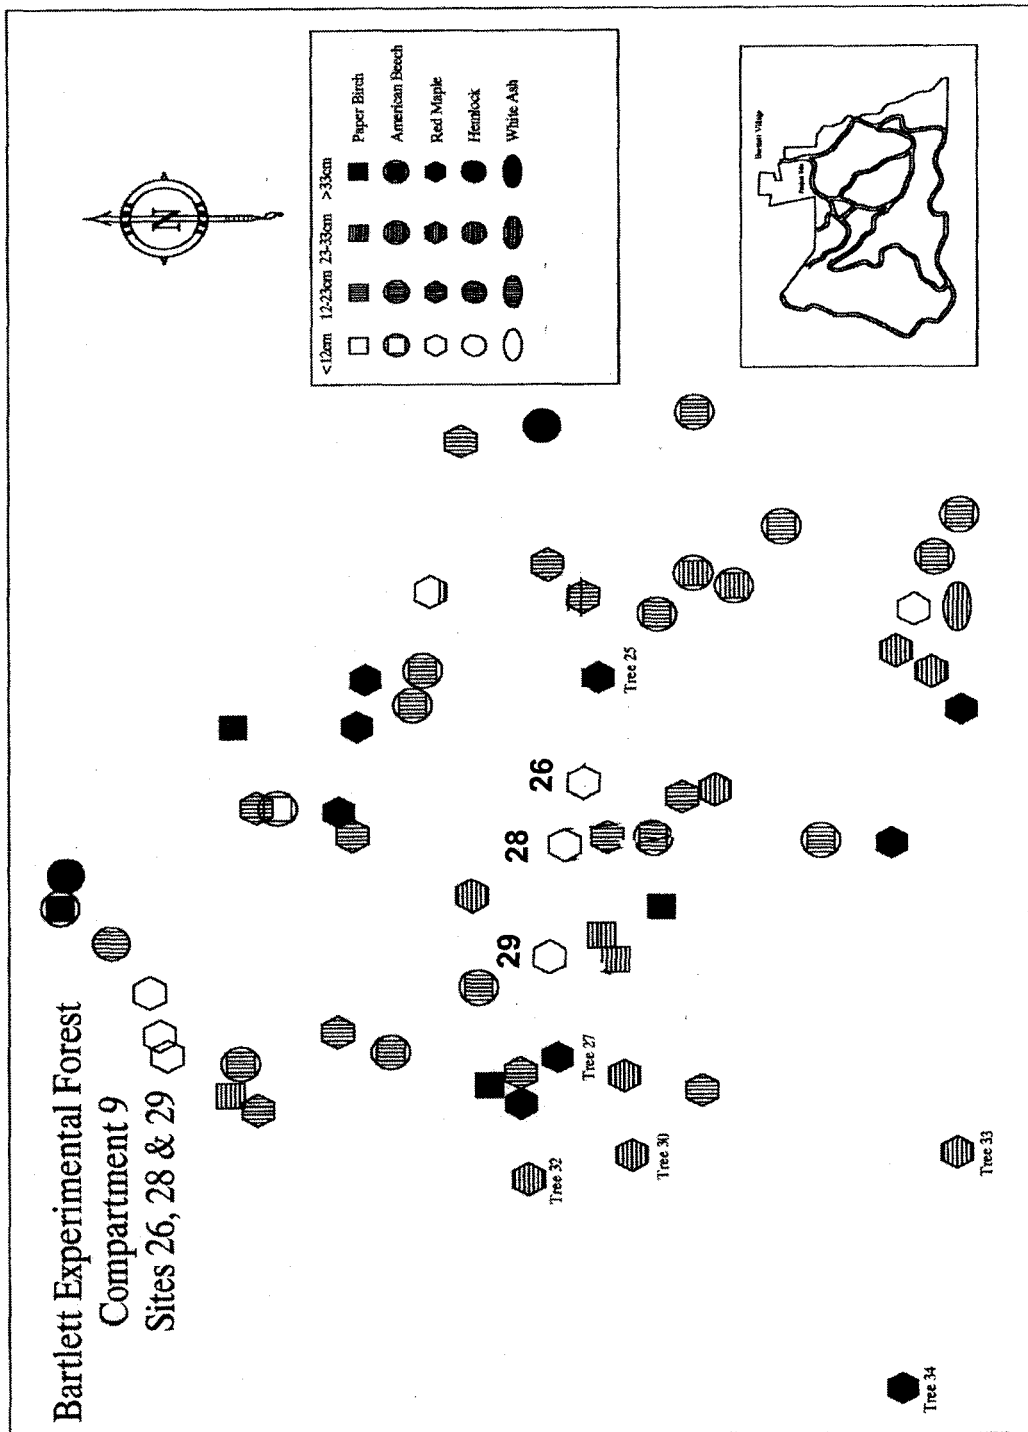 Bartlett Experimental Forest
Compartment 9
Sites 26, 28 & 29
N
<12cm 12-23cm 23-33cm >33cm
Paper Birch
American Beech
Red Maple
Hemlock
White Ash
26
28
29
Tree 25
Tree 27
Tree 32
Tree 30
Tree 33
Tree 34
Village